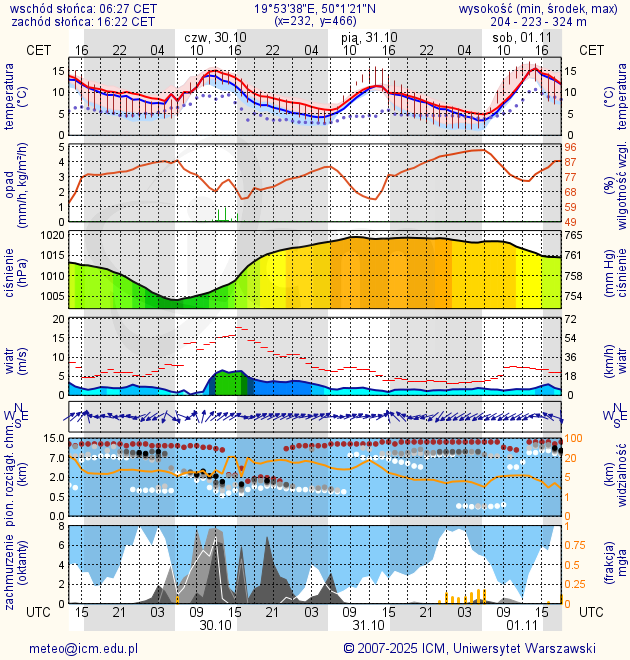 wschód słońca: 06:27 CET 19°53'38"E, 50°1'21"N wysokość (min, środek, max)
zachód słońca: 16:22 CET (x=232, y=466) 204 - 223 - 324 m
czw, 30.10 pią, 31.10 sob, 01.11
CET 16 22 04 10 16 22 04 10 16 22 04 10 16 CET
temperatura (°C)
15 10 5 0
15 10 5 0
(°C) temperatura
opad (mm/h, kg/m²/h)
5 4 3 2 1 0
96 87 77 68 59 49
(%) wilgotność wzgl.
ciśnienie (hPa)
1020 1015 1010 1005
765 761 758 754
(mm Hg) ciśnienie
wiatr (m/s)
20 15 10 5 0
72 54 36 18 0
(km/h) wiatr
N W E S
N W E S
pion. rozciągł. chm. (km)
15.0 7.0 2.0 0.5 0.0
100 20 5 1 0
(km) widzialność
zachmurzenie (oktanty)
8 6 4 2 0
1 0.75 0.5 0.25 0
(frakcja) mgła
UTC 15 21 03 09 15 21 03 09 15 21 03 09 15 UTC
30.10 31.10 01.11
meteo@icm.edu.pl © 2007-2025 ICM, Uniwersytet Warszawski